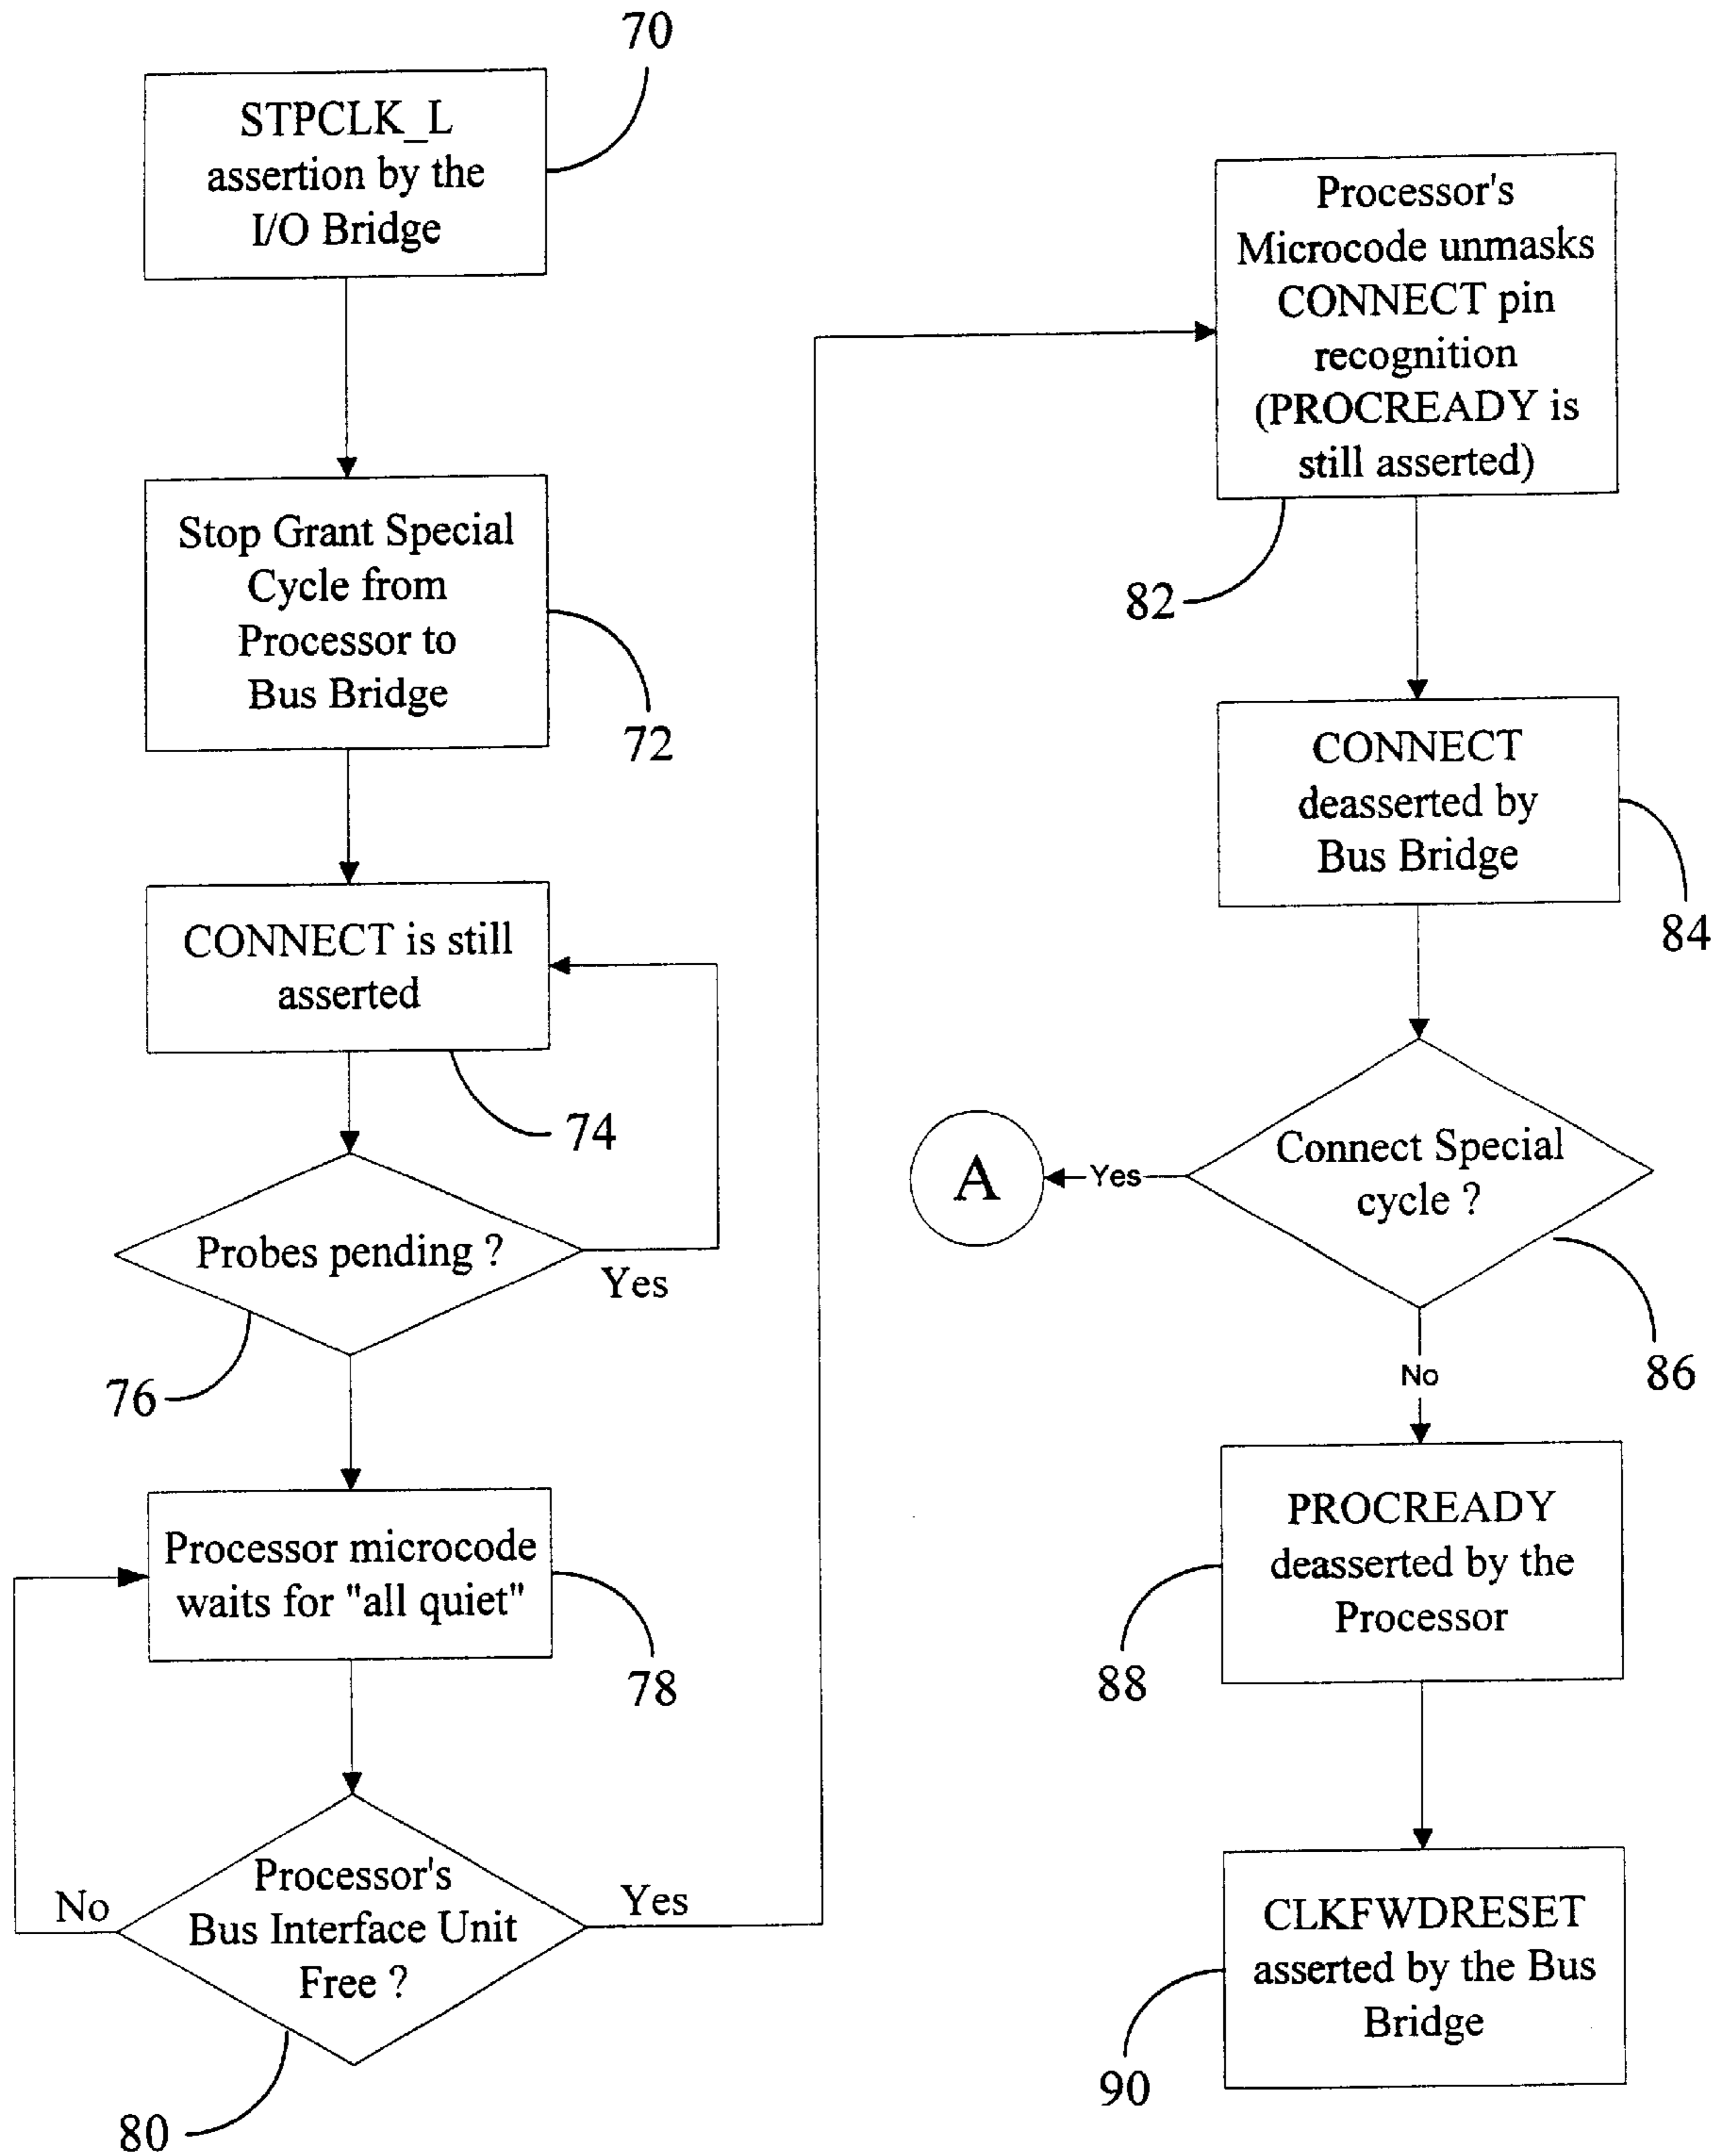 70
STPCLK_L
assertion by the
I/O Bridge
Stop Grant Special
Cycle from
Processor to
Bus Bridge
72
CONNECT is still
asserted
74
Probes pending ?
Yes
76
Processor microcode
waits for "all quiet"
78
Processor's
Bus Interface Unit
Free ?
No
Yes
80
Processor's
Microcode unmasks
CONNECT pin
recognition
(PROCREADY is
still asserted)
82
CONNECT
deasserted by
Bus Bridge
84
Connect Special
cycle ?
Yes
A
86
No
PROCREADY
deasserted by the
Processor
88
CLKFWDRESET
asserted by the Bus
Bridge
90